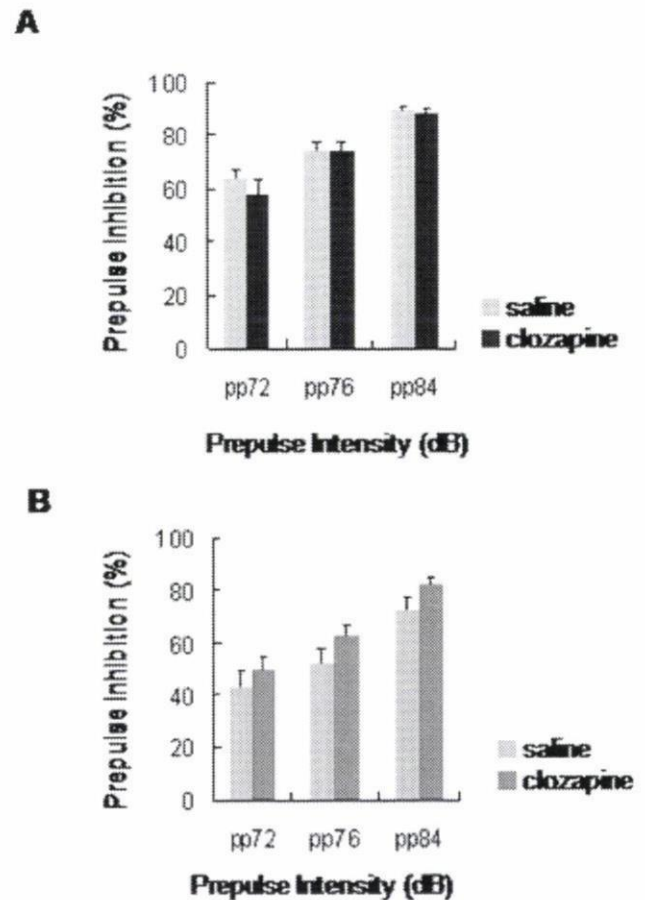 A
Prepulse Inhibition (%)
100
80
60
40
20
0
pp72 pp76 pp84
Prepulse Intensity (dB)
saline
clozapine
B
Prepulse Inhibition (%)
100
80
60
40
20
0
pp72 pp76 pp84
Prepulse Intensity (dB)
saline
clozapine